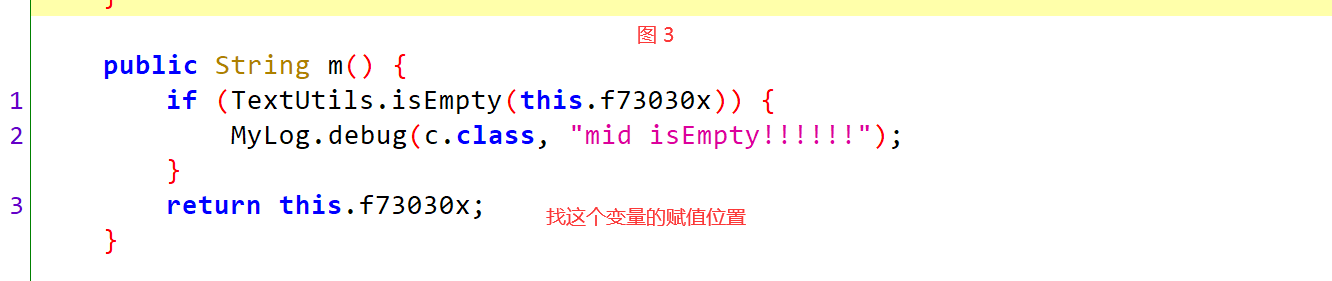 }
图 3
public String m() {
1 if (TextUtils.isEmpty(this.f73030x)) {
2 MyLog.debug(c.class, "mid isEmpty!!!!!!");
}
3 return this.f73030x; 找这个变量的赋值位置
}